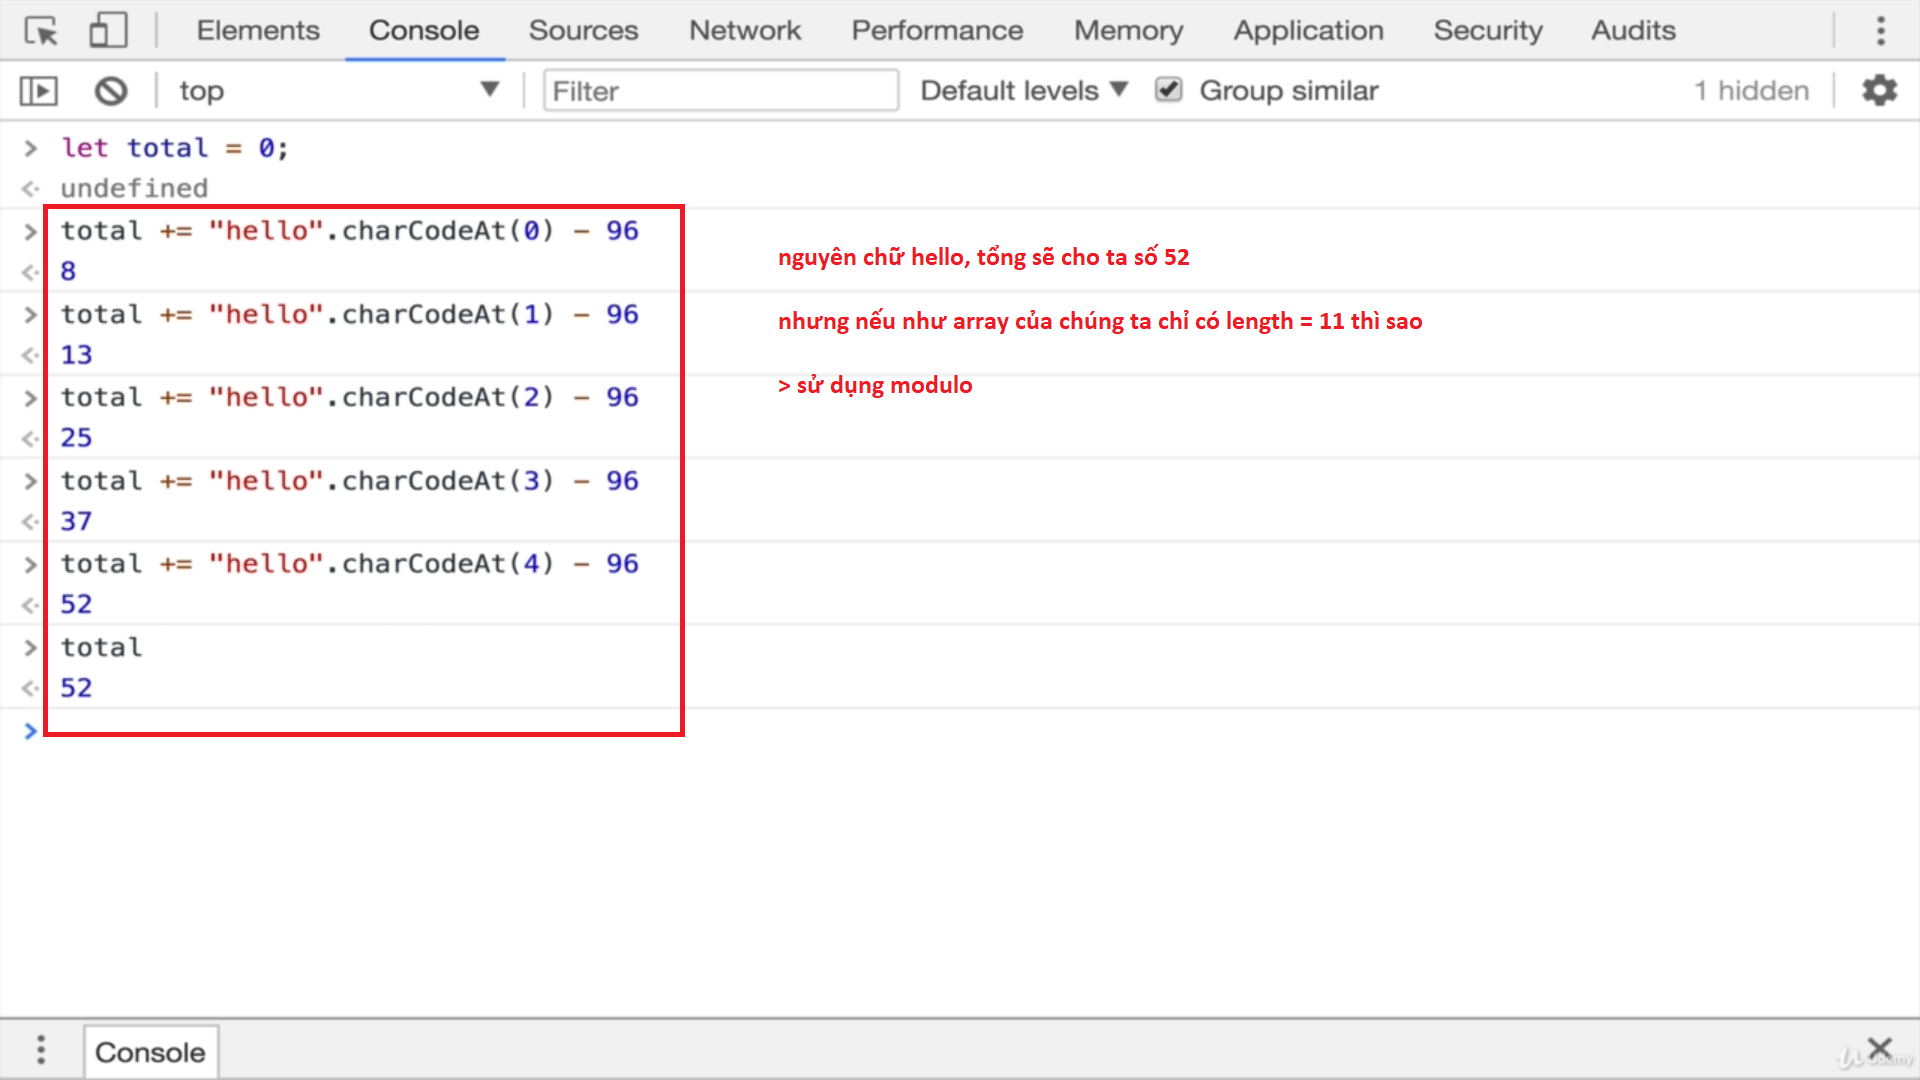 Elements Console Sources Network Performance Memory Application Security Audits
top Filter Default levels Group similar 1 hidden
> let total = 0;
undefined
> total += "hello".charCodeAt(0) - 96
8
> total += "hello".charCodeAt(1) - 96
13
> total += "hello".charCodeAt(2) - 96
25
> total += "hello".charCodeAt(3) - 96
37
> total += "hello".charCodeAt(4) - 96
52
> total
52
>
nguyên chữ hello, tổng sẽ cho ta số 52
nhưng nếu như array của chúng ta chỉ có length = 11 thì sao
> sử dụng modulo
Console